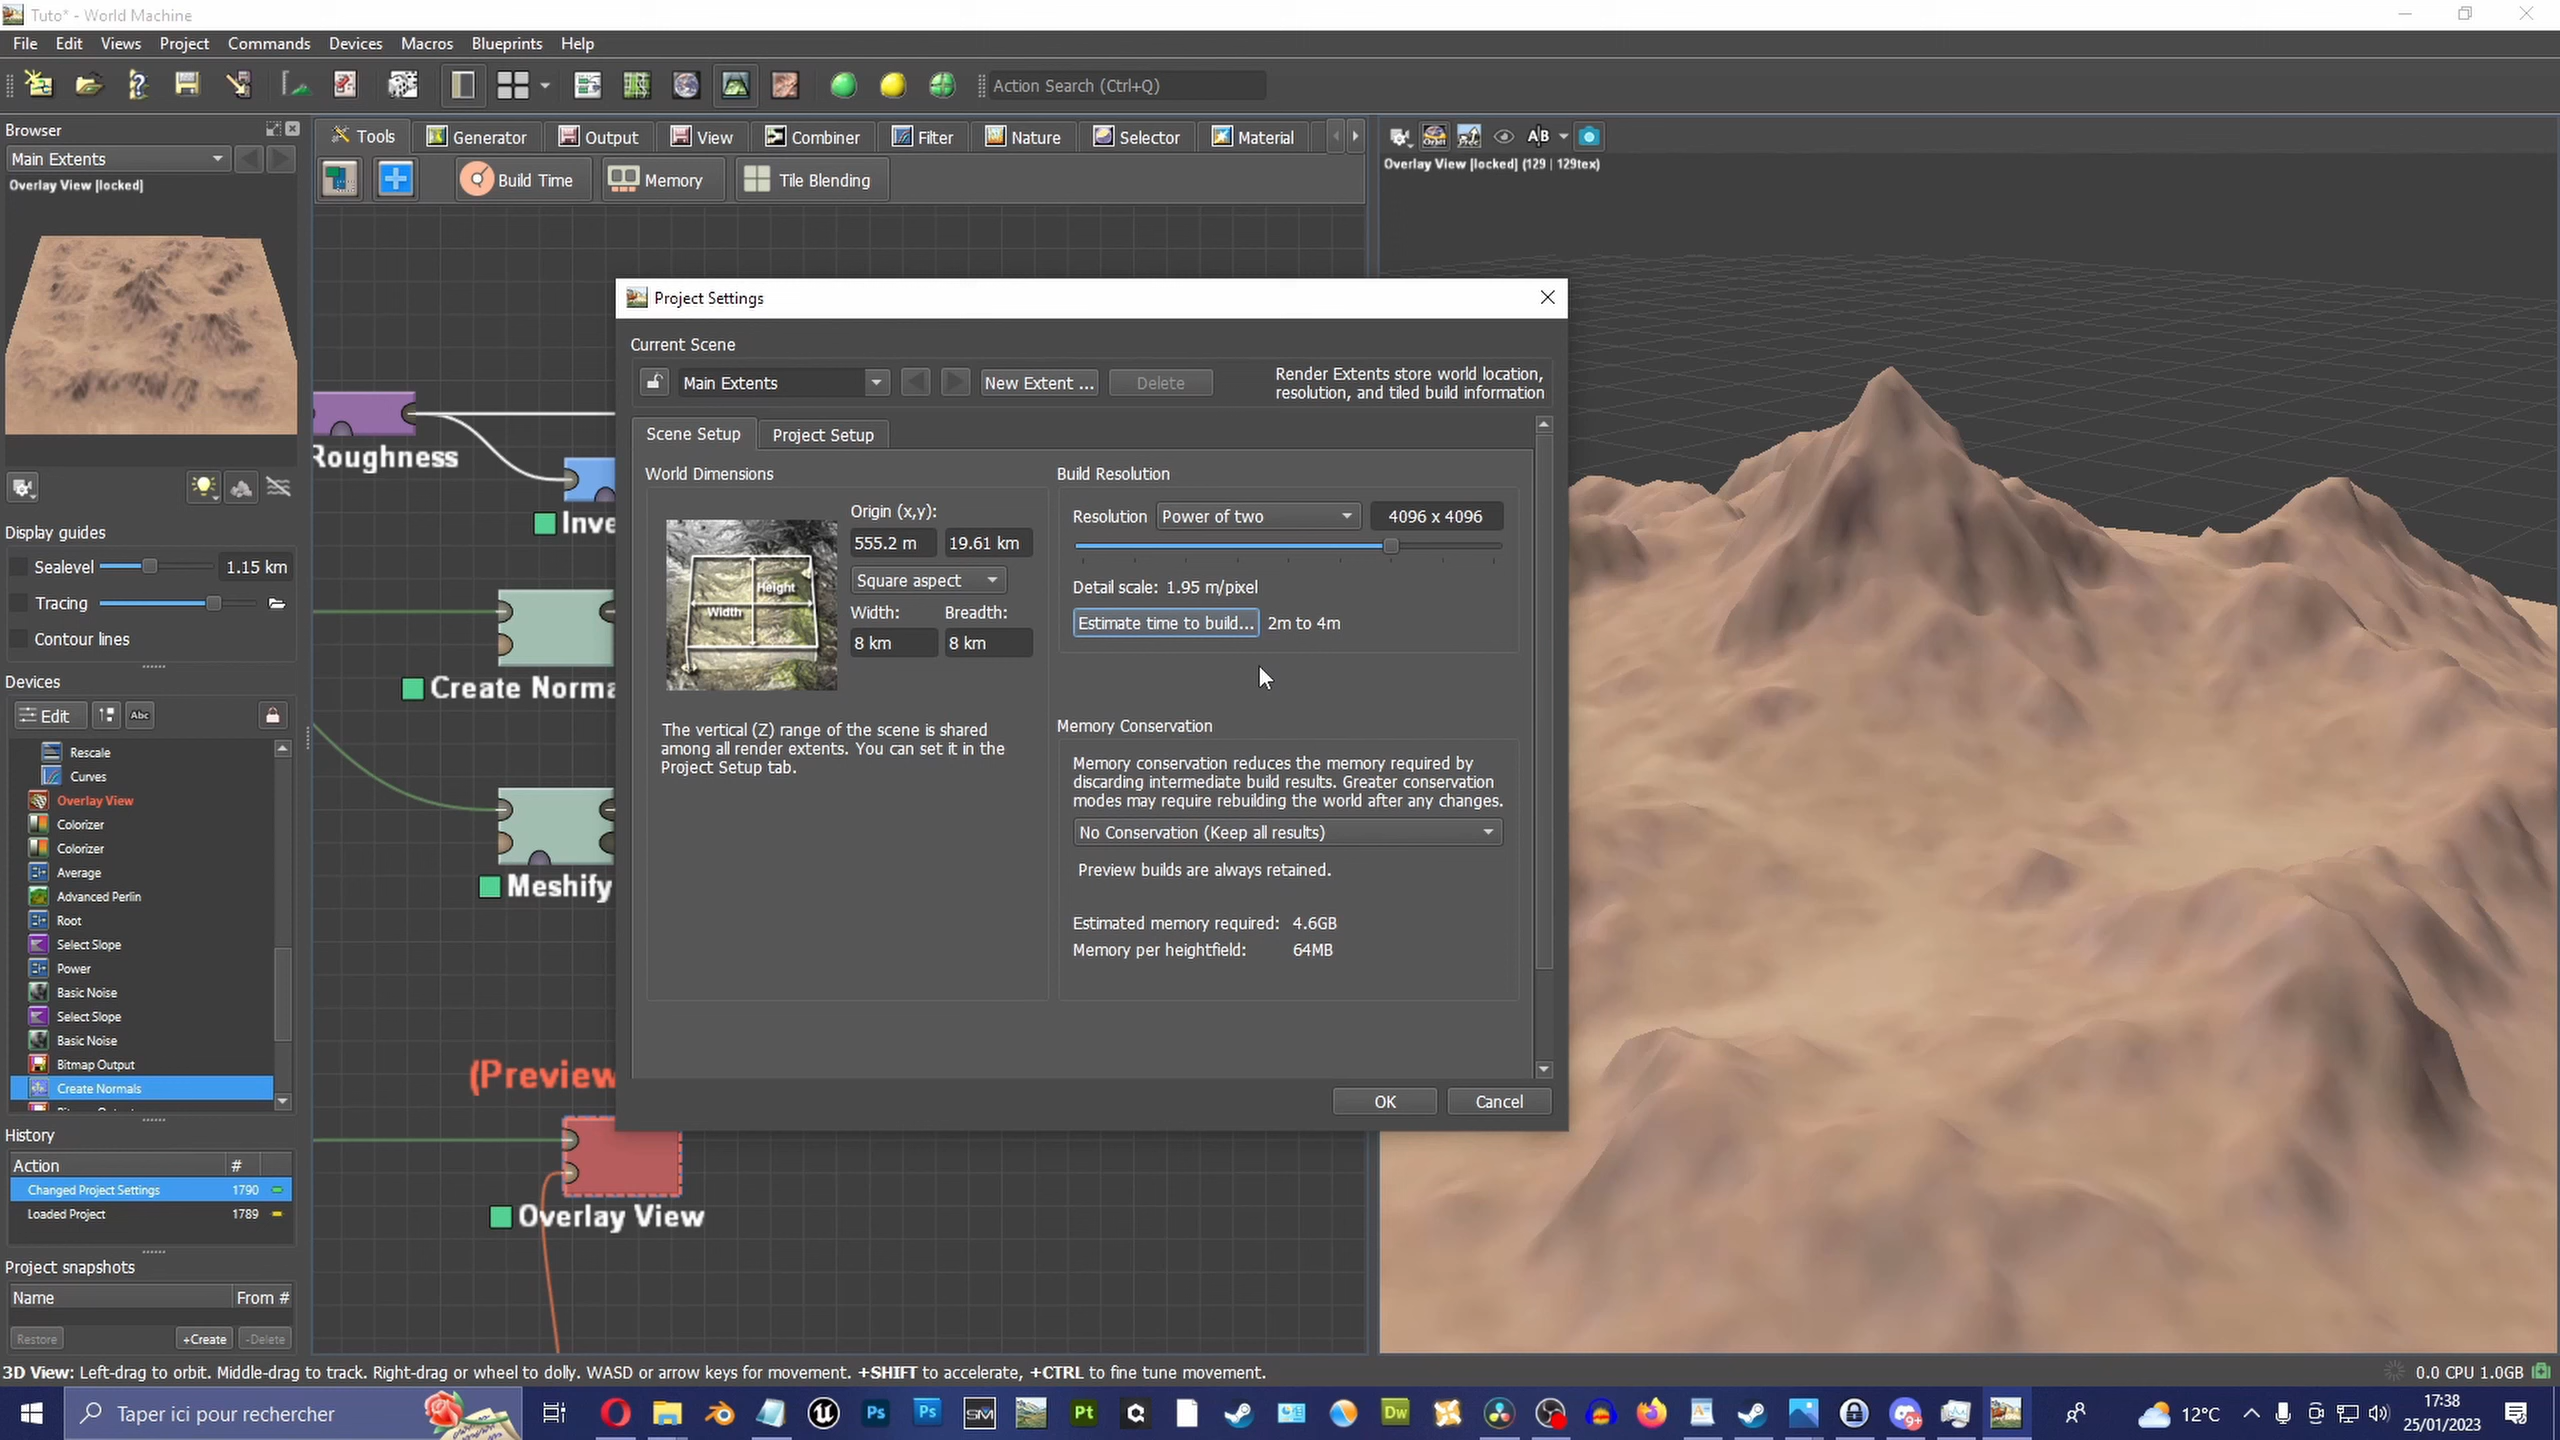 Tuto* - World Machine
File Edit Views Project Commands Devices Macros Blueprints Help
Action Search (Ctrl+Q)
Browser
Main Extents
Overlay View [locked]
Tools Generator Output View Combiner Filter Nature Selector Material
Build Time Memory Tile Blending
Orbit
A|B
Overlay View [locked] (129 | 129tex)
Display guides
Sealevel 1.15 km
Tracing
Contour lines
Devices
Edit Abc
Rescale
Curves
Overlay View
Colorizer
Colorizer
Average
Advanced Perlin
Root
Select Slope
Power
Basic Noise
Select Slope
Basic Noise
Bitmap Output
Create Normals
History
Action #
Changed Project Settings 1790
Loaded Project 1789
Project snapshots
Name From #
Restore +Create -Delete
Roughness
Inve
Create Norma
Meshify
(Preview
Overlay View
Project Settings
Current Scene
Main Extents New Extent ... Delete
Render Extents store world location,
resolution, and tiled build information
Scene Setup Project Setup
World Dimensions
Height
Width
Origin (x,y):
555.2 m 19.61 km
Square aspect
Width: Breadth:
8 km 8 km
The vertical (Z) range of the scene is shared
among all render extents. You can set it in the
Project Setup tab.
Build Resolution
Resolution Power of two 4096 x 4096
Detail scale: 1.95 m/pixel
Estimate time to build... 2m to 4m
Memory Conservation
Memory conservation reduces the memory required by
discarding intermediate build results. Greater conservation
modes may require rebuilding the world after any changes.
No Conservation (Keep all results)
Preview builds are always retained.
Estimated memory required: 4.6GB
Memory per heightfield: 64MB
OK Cancel
3D View: Left-drag to orbit. Middle-drag to track. Right-drag or wheel to dolly. WASD or arrow keys for movement. +SHIFT to accelerate, +CTRL to fine tune movement.
0.0 CPU 1.0GB
Taper ici pour rechercher
Ps Ps SM Pt Dw
9+
12°C
17:38
25/01/2023